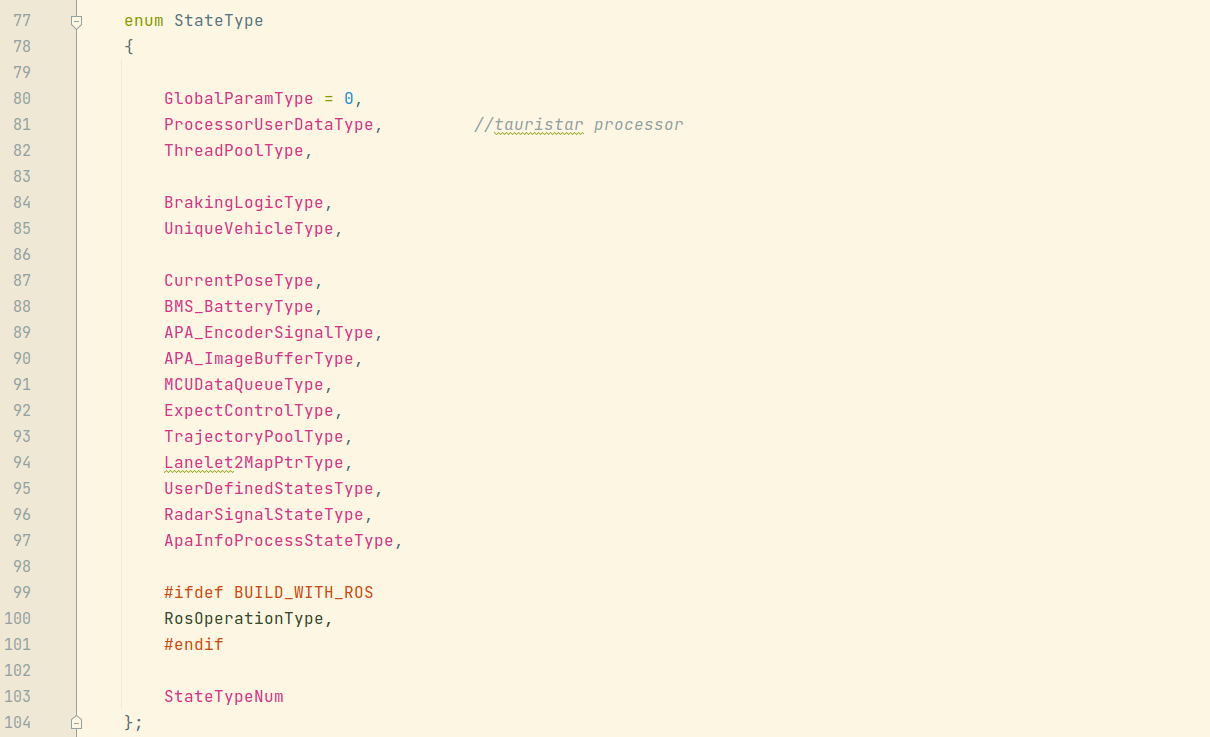 77 enum StateType
78 {
79
80 GlobalParamType = 0,
81 ProcessorUserDataType, //tauristar processor
82 ThreadPoolType,
83
84 BrakingLogicType,
85 UniqueVehicleType,
86
87 CurrentPoseType,
88 BMS_BatteryType,
89 APA_EncoderSignalType,
90 APA_ImageBufferType,
91 MCUDataQueueType,
92 ExpectControlType,
93 TrajectoryPoolType,
94 Lanelet2MapPtrType,
95 UserDefinedStatesType,
96 RadarSignalStateType,
97 ApaInfoProcessStateType,
98
99 #ifdef BUILD_WITH_ROS
100 RosOperationType,
101 #endif
102
103 StateTypeNum
104 };